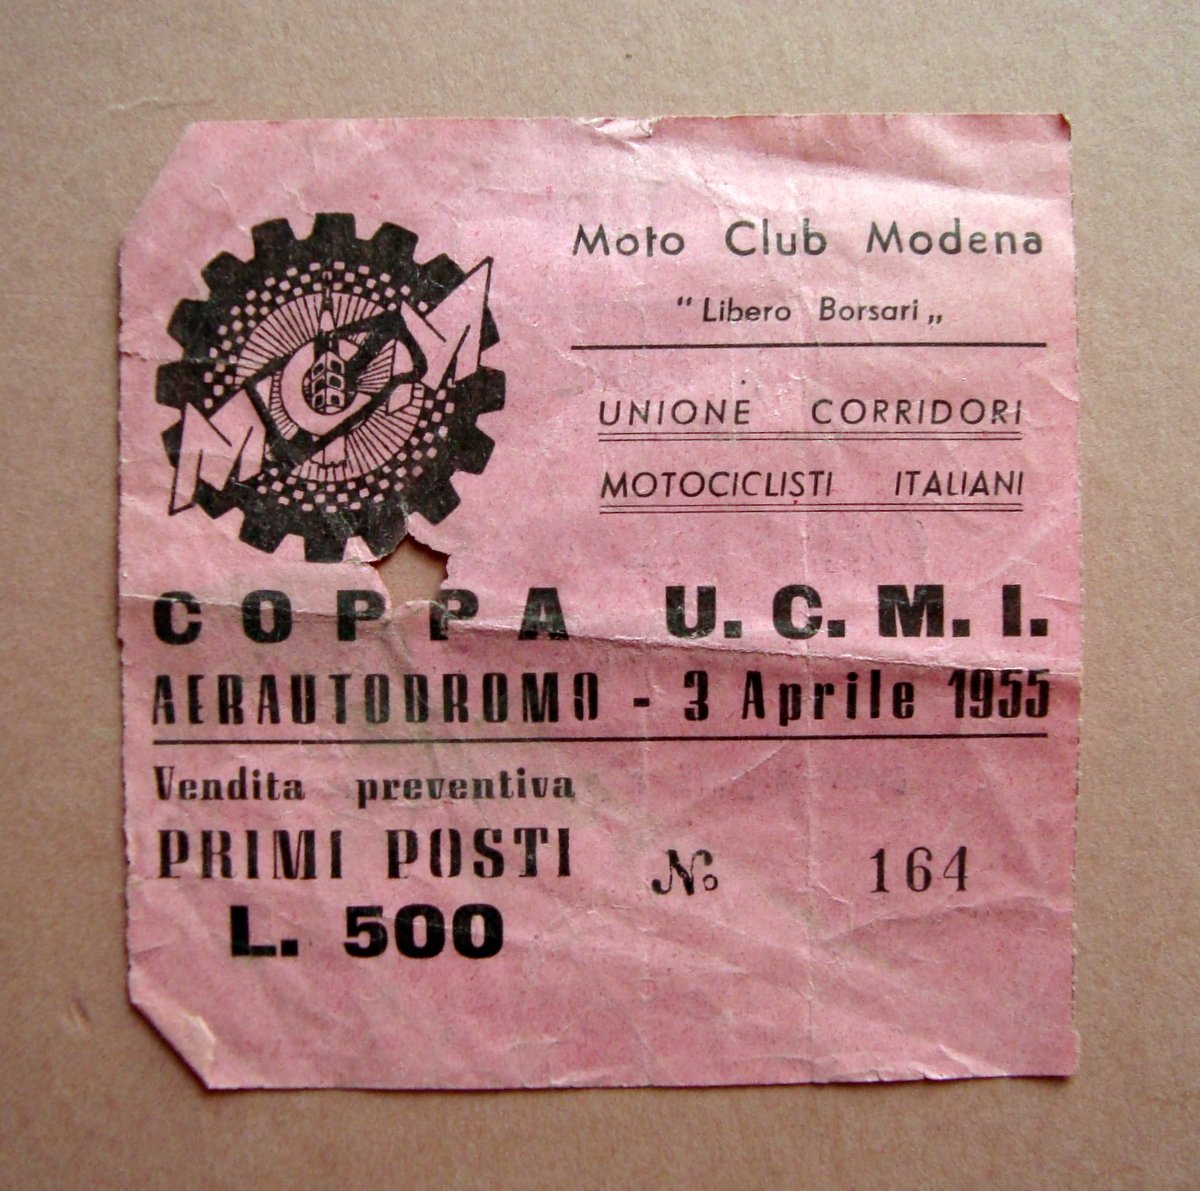 MCM
Moto Club Modena
"Libero Borsari„
UNIONE CORRIDORI
MOTOCICLISTI ITALIANI
COPPA U.C.M.I.
AERAUTODROMO - 3 Aprile 1955
Vendita preventiva
PRIMI POSTI
L. 500
No 164